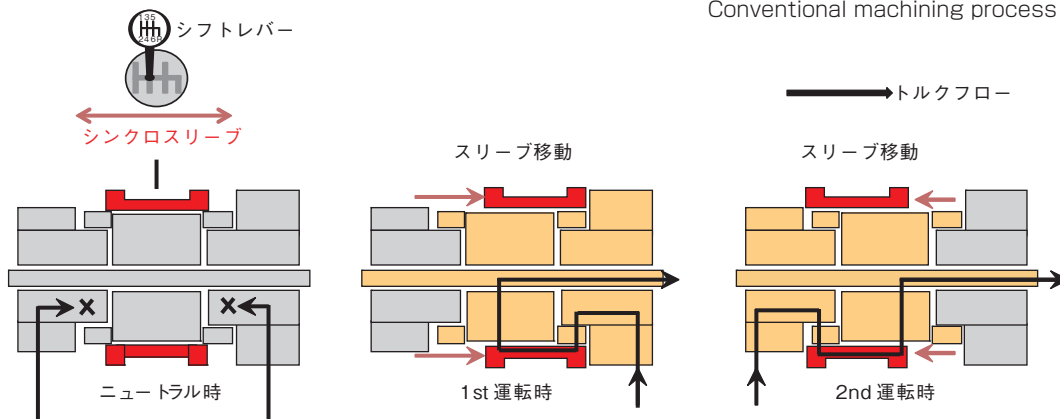 Conventional machining process
135
246R
シフトレバー
シンクロスリーブ
トルクフロー
スリーブ移動
スリーブ移動
ニュートラル時
1st 運転時
2nd 運転時